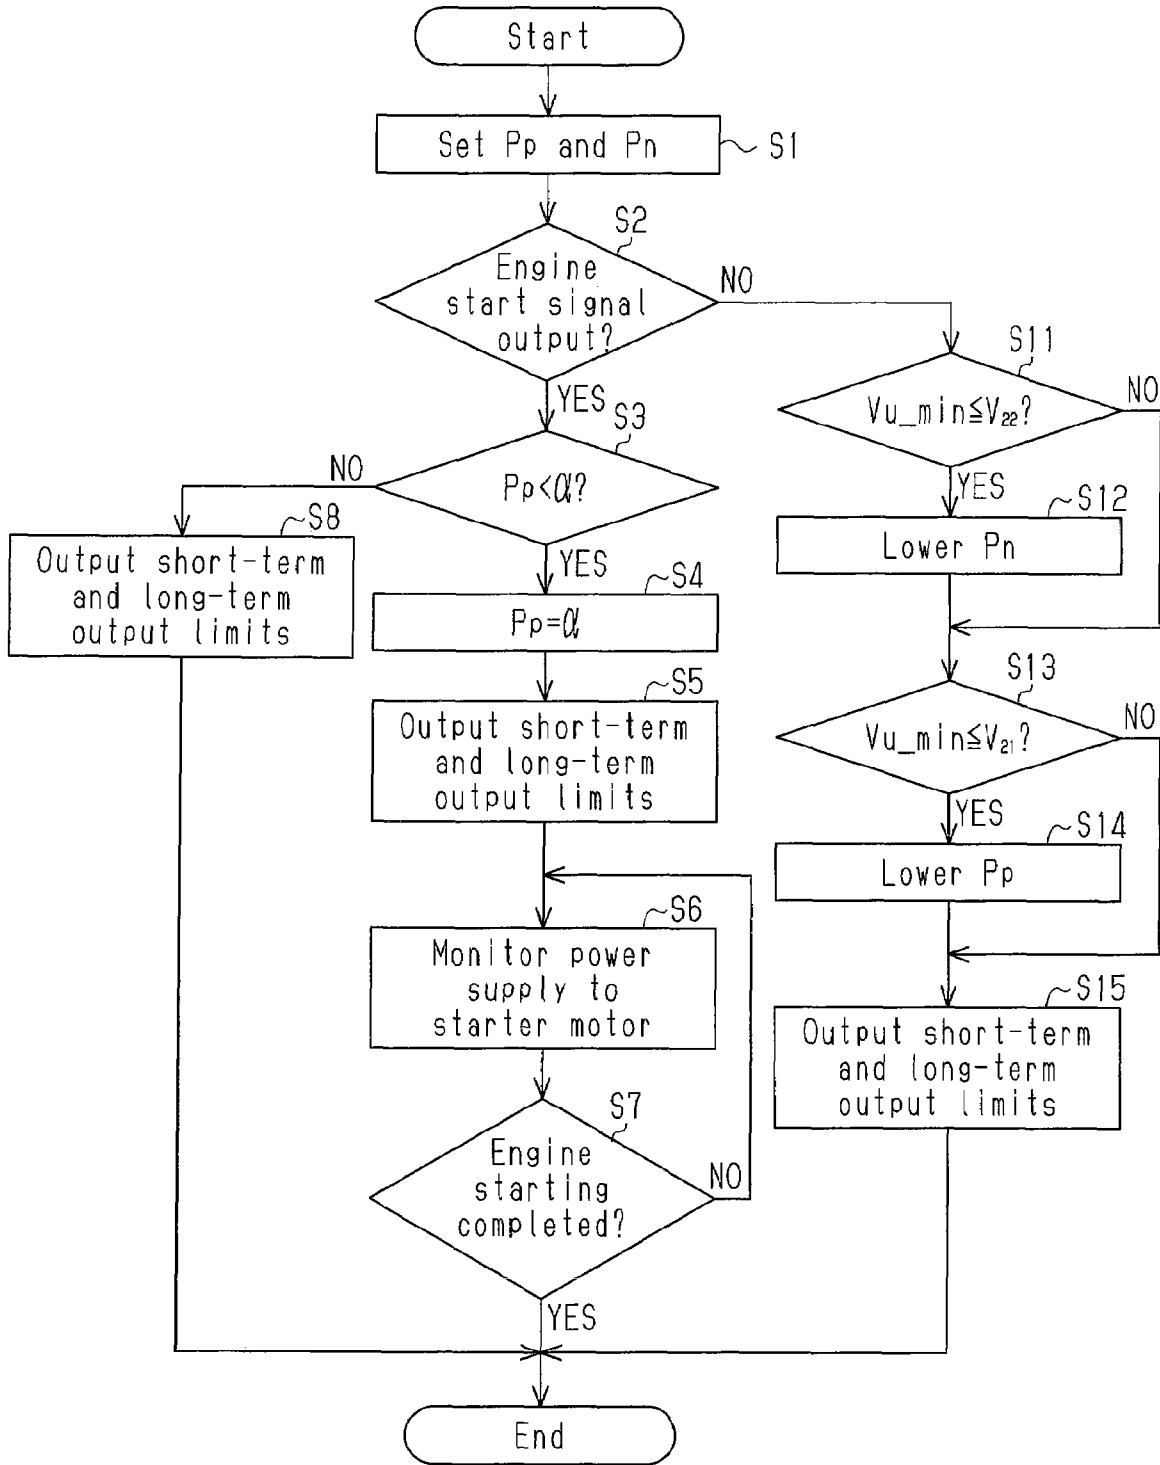 Start
Set Pp and Pn
S1
S2
Engine
start signal
output?
NO
YES
S3
Pp<α?
NO
YES
S8
Output short-term
and long-term
output limits
S4
Pp=α
S5
Output short-term
and long-term
output limits
S6
Monitor power
supply to
starter motor
S7
Engine
starting
completed?
NO
YES
S11
Vu_min≦V22?
NO
YES
S12
Lower Pn
S13
Vu_min≦V21?
NO
YES
S14
Lower Pp
S15
Output short-term
and long-term
output limits
End